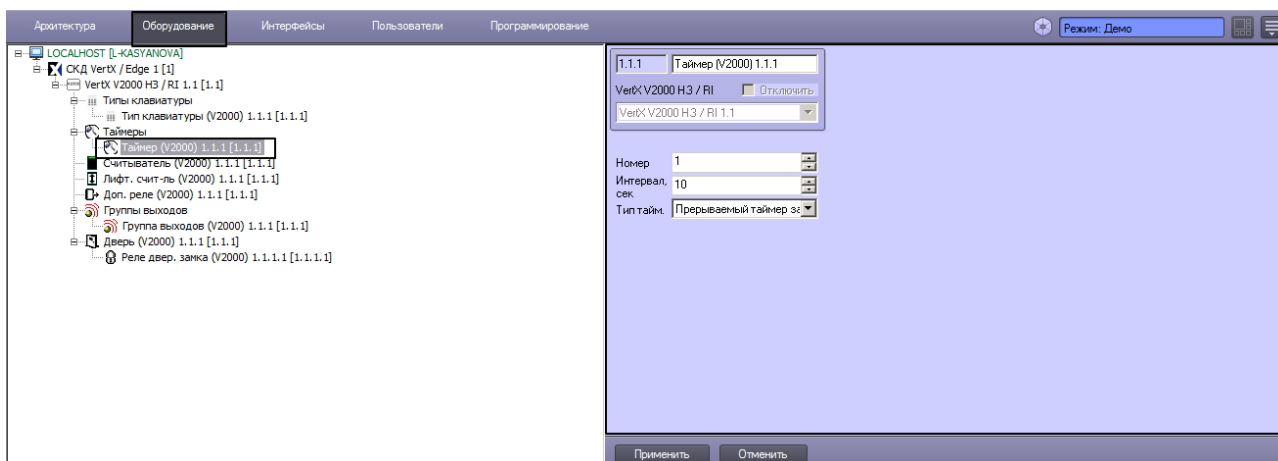 Архитектура Оборудование Интерфейсы Пользователи Программирование Режим: Демо
LOCALHOST [L-KASYANOVA]
СКД VertX / Edge 1 [1]
VertX V2000 H3 / RI 1.1 [1.1]
Типы клавиатуры
Тип клавиатуры (V2000) 1.1.1 [1.1.1]
Таймеры
Таймер (V2000) 1.1.1 [1.1.1]
Считыватель (V2000) 1.1.1 [1.1.1]
Лифт. счит-ль (V2000) 1.1.1 [1.1.1]
Доп. реле (V2000) 1.1.1 [1.1.1]
Группы выходов
Группа выходов (V2000) 1.1.1 [1.1.1]
Дверь (V2000) 1.1.1 [1.1.1]
Реле двер. замка (V2000) 1.1.1.1 [1.1.1.1]
1.1.1 Таймер (V2000) 1.1.1
VertX V2000 H3 / RI Отключить
VertX V2000 H3 / RI 1.1
Номер 1
Интервал, сек 10
Тип тайм. Прерываемый таймер за
Применить Отменить